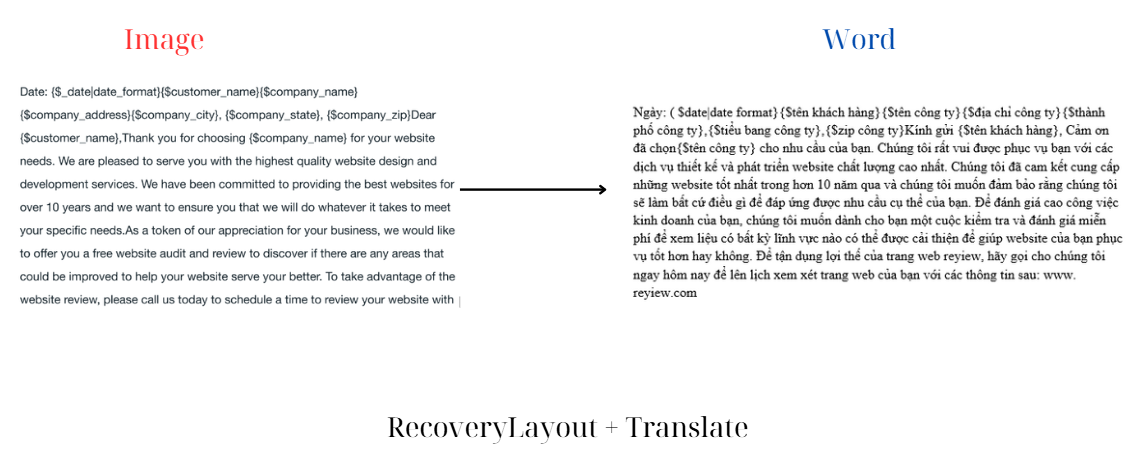 Image
Word
Date: {$_date|date_format}{$customer_name}{$company_name}
{$company_address}{$company_city}, {$company_state}, {$company_zip}Dear
{$customer_name},Thank you for choosing {$company_name} for your website
needs. We are pleased to serve you with the highest quality website design and
development services. We have been committed to providing the best websites for
over 10 years and we want to ensure you that we will do whatever it takes to meet
your specific needs.As a token of our appreciation for your business, we would like
to offer you a free website audit and review to discover if there are any areas that
could be improved to help your website serve your better. To take advantage of the
website review, please call us today to schedule a time to review your website with
Ngày: ( $date|date format}{$tên khách hàng}{$tên công ty}{$địa chỉ công ty}{$thành
phố công ty},{$tiểu bang công ty},{$zip công ty}Kính gửi {$tên khách hàng}, Cảm ơn
đã chọn{$tên công ty} cho nhu cầu của bạn. Chúng tôi rất vui được phục vụ bạn với các
dịch vụ thiết kế và phát triển website chất lượng cao nhất. Chúng tôi đã cam kết cung cấp
những website tốt nhất trong hơn 10 năm qua và chúng tôi muốn đảm bảo rằng chúng tôi
sẽ làm bất cứ điều gì để đáp ứng được nhu cầu cụ thể của bạn. Để đánh giá cao công việc
kinh doanh của bạn, chúng tôi muốn dành cho bạn một cuộc kiểm tra và đánh giá miễn
phí để xem liệu có bất kỳ lĩnh vực nào có thể được cải thiện để giúp website của bạn phục
vụ tốt hơn hay không. Để tận dụng lợi thế của trang web review, hãy gọi cho chúng tôi
ngay hôm nay để lên lịch xem xét trang web của bạn với các thông tin sau: www.
reyiew.com
RecoveryLayout + Translate